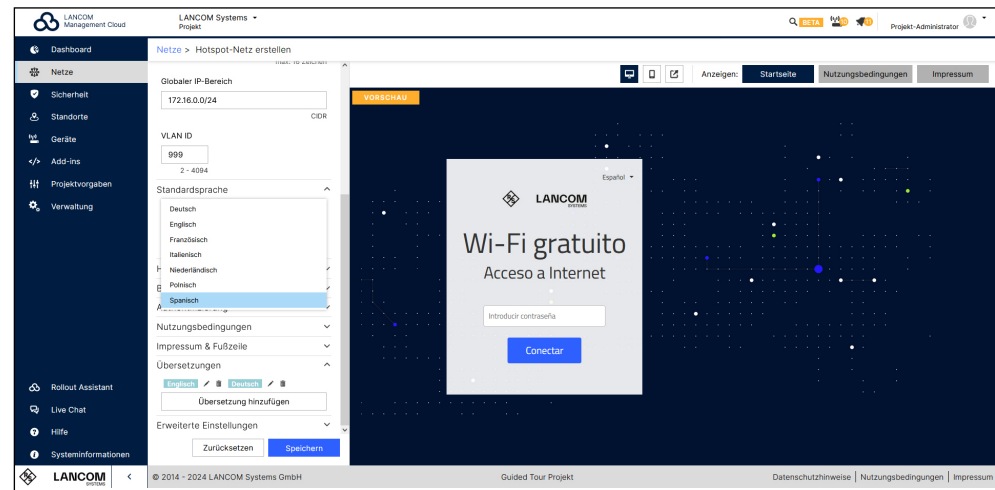 LANCOM
Management Cloud
LANCOM Systems
Projekt
BETA
Projekt-Administrator
Dashboard
Netze
Sicherheit
Standorte
Geräte
Add-ins
Projektvorgaben
Verwaltung
Rollout Assistant
Live Chat
Hilfe
Systeminformationen
LANCOM
SYSTEMS
Netze > Hotspot-Netz erstellen
max. 16 Zeichen
Globaler IP-Bereich
172.16.0.0/24
CIDR
VLAN ID
999
2 - 4094
Standardsprache
Deutsch
Englisch
Französisch
Italienisch
Niederländisch
Polnisch
Spanisch
Nutzungsbedingungen
Impressum & Fußzeile
Übersetzungen
Englisch Deutsch
Übersetzung hinzufügen
Erweiterte Einstellungen
Zurücksetzen Speichern
Anzeigen: Startseite Nutzungsbedingungen Impressum
VORSCHAU
Español
LANCOM
SYSTEMS
Wi-Fi gratuito
Acceso a Internet
Introducir contraseña
Conectar
© 2014 - 2024 LANCOM Systems GmbH
Guided Tour Projekt
Datenschutzhinweise | Nutzungsbedingungen | Impressum